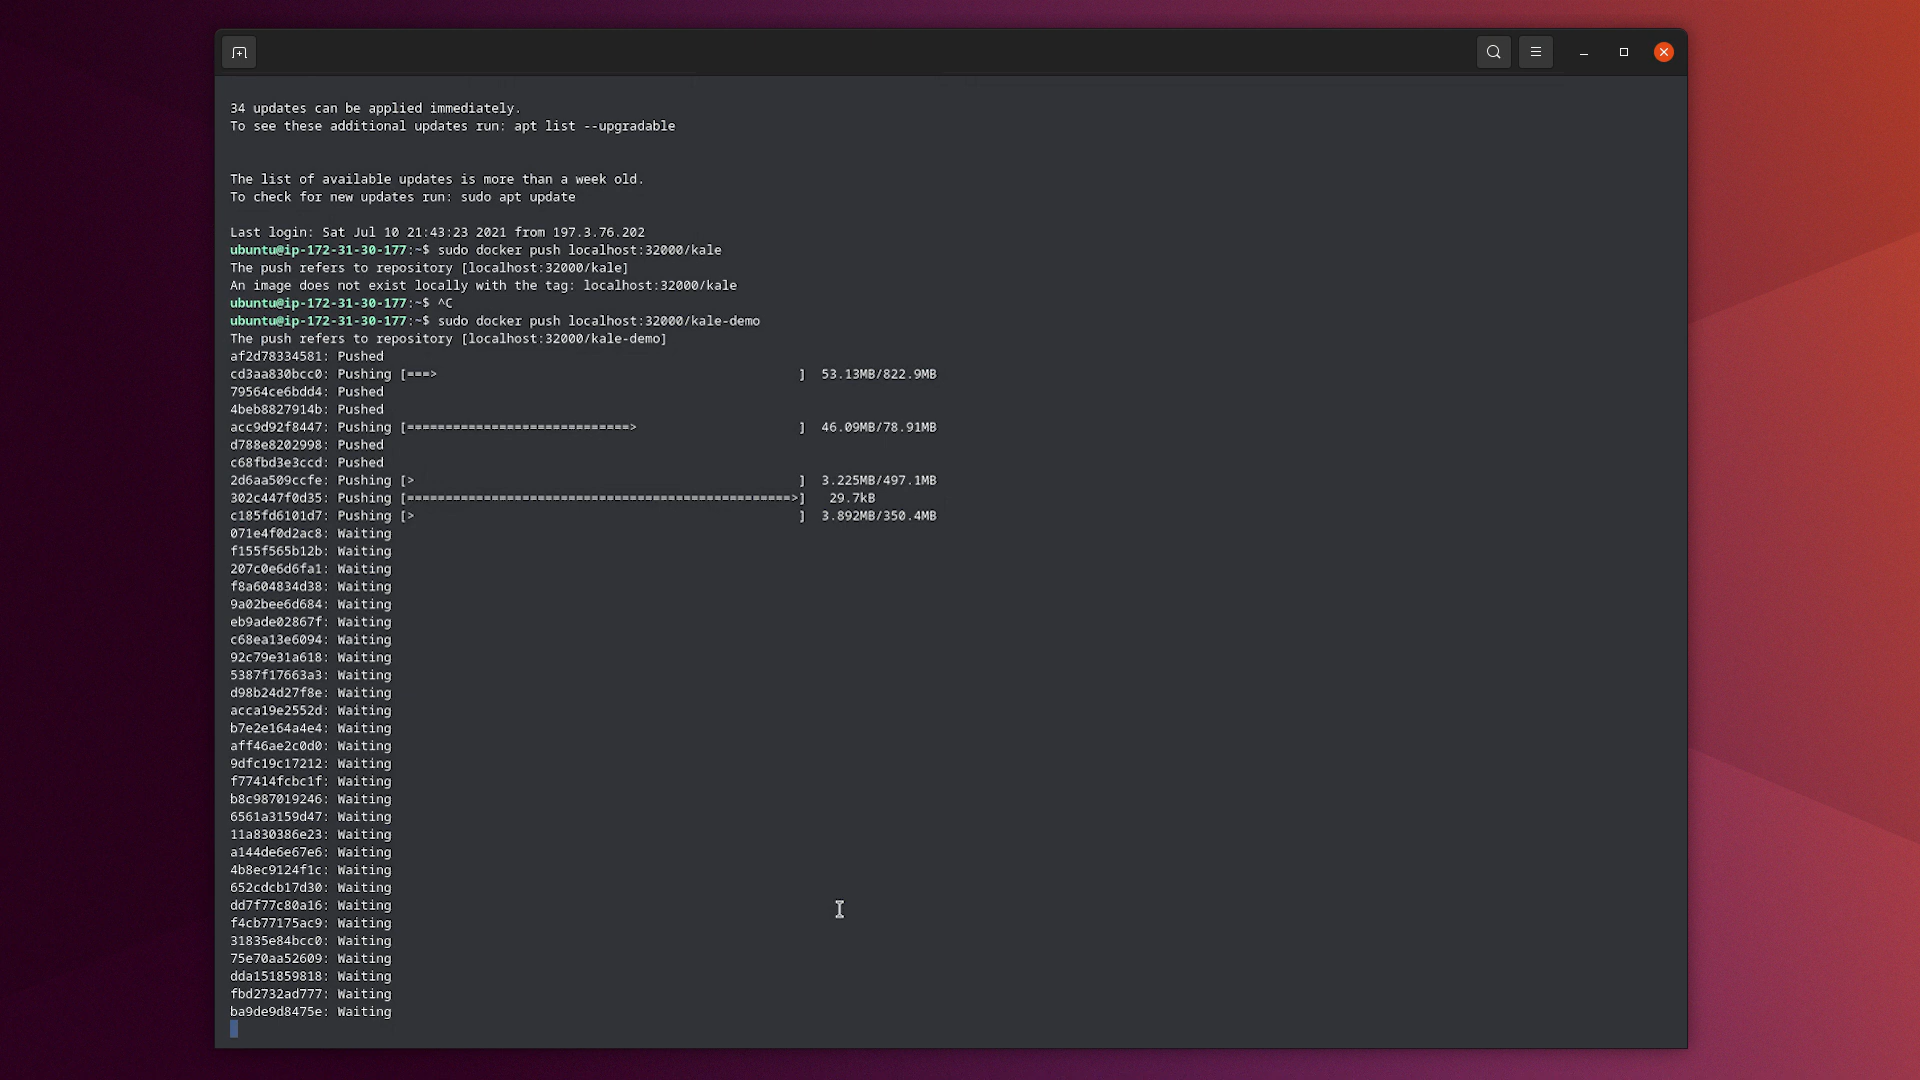 34 updates can be applied immediately.
To see these additional updates run: apt list --upgradable
The list of available updates is more than a week old.
To check for new updates run: sudo apt update
Last login: Sat Jul 10 21:43:23 2021 from 197.3.76.202
ubuntu@ip-172-31-30-177:~$ sudo docker push localhost:32000/kale
The push refers to repository [localhost:32000/kale]
An image does not exist locally with the tag: localhost:32000/kale
ubuntu@ip-172-31-30-177:~$ ^C
ubuntu@ip-172-31-30-177:~$ sudo docker push localhost:32000/kale-demo
The push refers to repository [localhost:32000/kale-demo]
af2d78334581: Pushed
cd3aa830bcc0: Pushing [===>                                               ]  53.13MB/822.9MB
79564ce6bdd4: Pushed
4beb8827914b: Pushed
acc9d92f8447: Pushing [=============================>                     ]  46.09MB/78.91MB
d788e8202998: Pushed
c68fbd3e3ccd: Pushed
2d6aa509ccfe: Pushing [>                                                  ]  3.225MB/497.1MB
302c447f0d35: Pushing [==================================================>]   29.7kB
c185fd6101d7: Pushing [>                                                  ]  3.892MB/350.4MB
071e4f0d2ac8: Waiting
f155f565b12b: Waiting
207c0e6d6fa1: Waiting
f8a604834d38: Waiting
9a02bee6d684: Waiting
eb9ade02867f: Waiting
c68ea13e6094: Waiting
92c79e31a618: Waiting
5387f17663a3: Waiting
d98b24d27f8e: Waiting
acca19e2552d: Waiting
b7e2e164a4e4: Waiting
aff46ae2c0d0: Waiting
9dfc19c17212: Waiting
f77414fcbc1f: Waiting
b8c987019246: Waiting
6561a3159d47: Waiting
11a830386e23: Waiting
a144de6e67e6: Waiting
4b8ec9124f1c: Waiting
652cdcb17d30: Waiting
dd7f77c80a16: Waiting
f4cb77175ac9: Waiting
31835e84bcc0: Waiting
75e70aa52609: Waiting
dda151859818: Waiting
fbd2732ad777: Waiting
ba9de9d8475e: Waiting